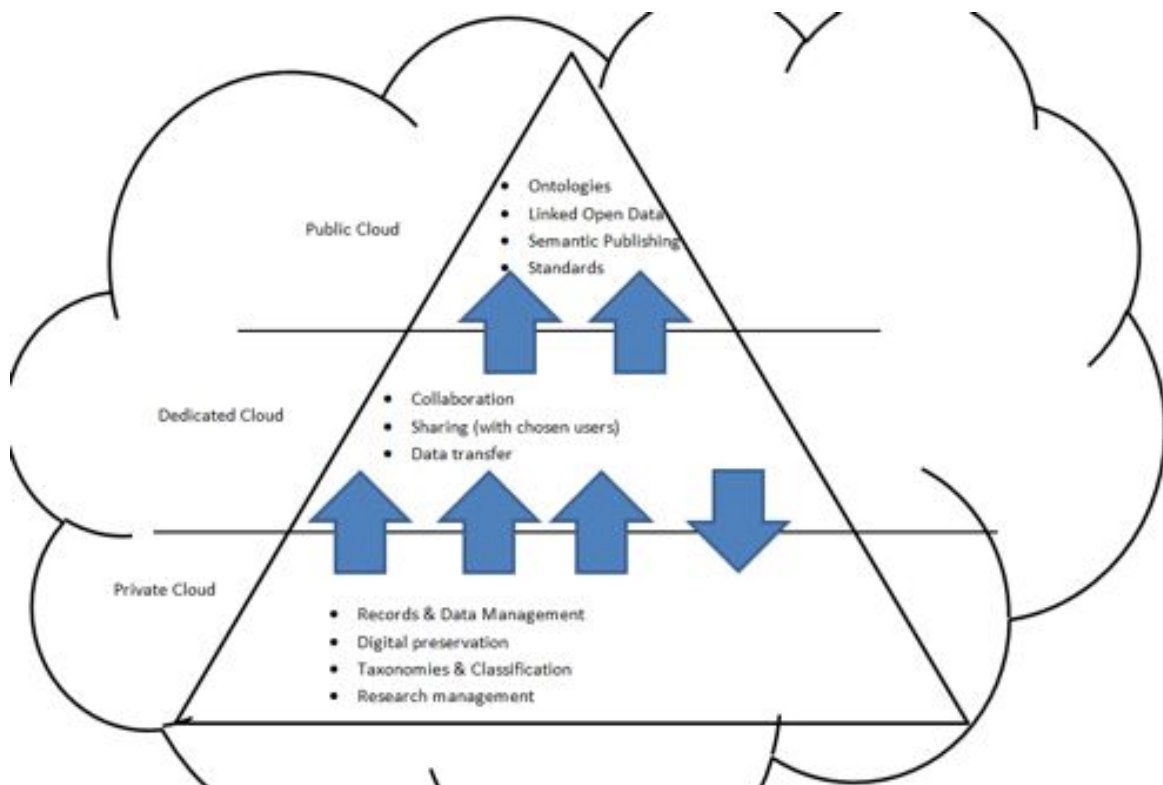 Public Cloud
• Ontologies
• Linked Open Data
• Semantic Publishing
• Standards
Dedicated Cloud
• Collaboration
• Sharing (with chosen users)
• Data transfer
Private Cloud
• Records & Data Management
• Digital preservation
• Taxonomies & Classification
• Research management